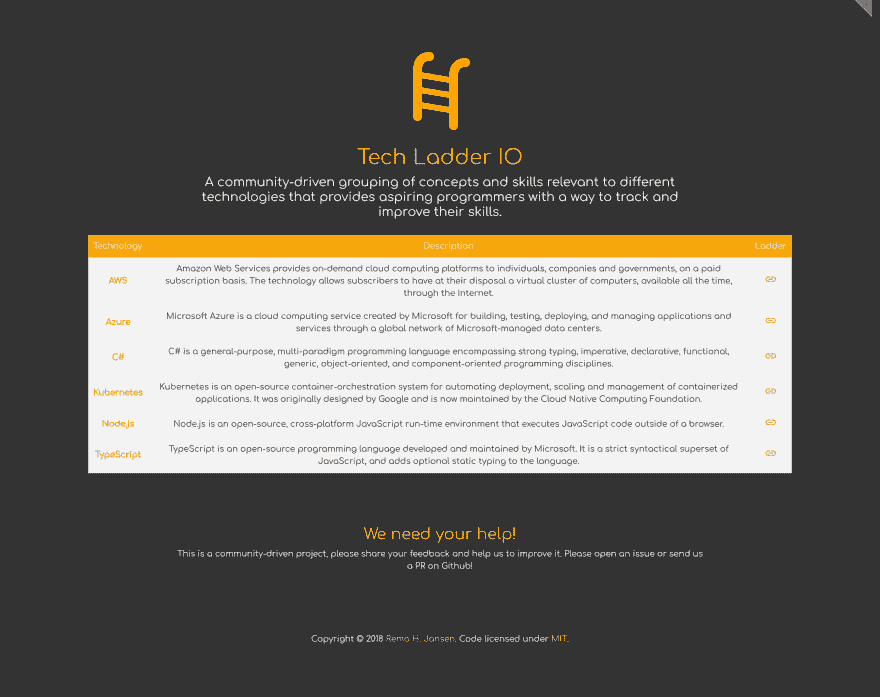 Tech Ladder IO
A community-driven grouping of concepts and skills relevant to different
technologies that provides aspiring programmers with a way to track and
improve their skills.
Technology Description Ladder
AWS
Amazon Web Services provides on-demand cloud computing platforms to individuals, companies and governments, on a paid
subscription basis. The technology allows subscribers to have at their disposal a virtual cluster of computers, available all the time,
through the Internet.
Azure
Microsoft Azure is a cloud computing service created by Microsoft for building, testing, deploying, and managing applications and
services through a global network of Microsoft-managed data centers.
C#
C# is a general-purpose, multi-paradigm programming language encompassing strong typing, imperative, declarative, functional,
generic, object-oriented, and component-oriented programming disciplines.
Kubernetes
Kubernetes is an open-source container-orchestration system for automating deployment, scaling and management of containerized
applications. It was originally designed by Google and is now maintained by the Cloud Native Computing Foundation.
Node.js
Node.js is an open-source, cross-platform JavaScript run-time environment that executes JavaScript code outside of a browser.
TypeScript
TypeScript is an open-source programming language developed and maintained by Microsoft. It is a strict syntactical superset of
JavaScript, and adds optional static typing to the language.
We need your help!
This is a community-driven project, please share your feedback and help us to improve it. Please open an issue or send us
a PR on Github!
Copyright © 2018 Remo H. Jansen. Code licensed under MIT.